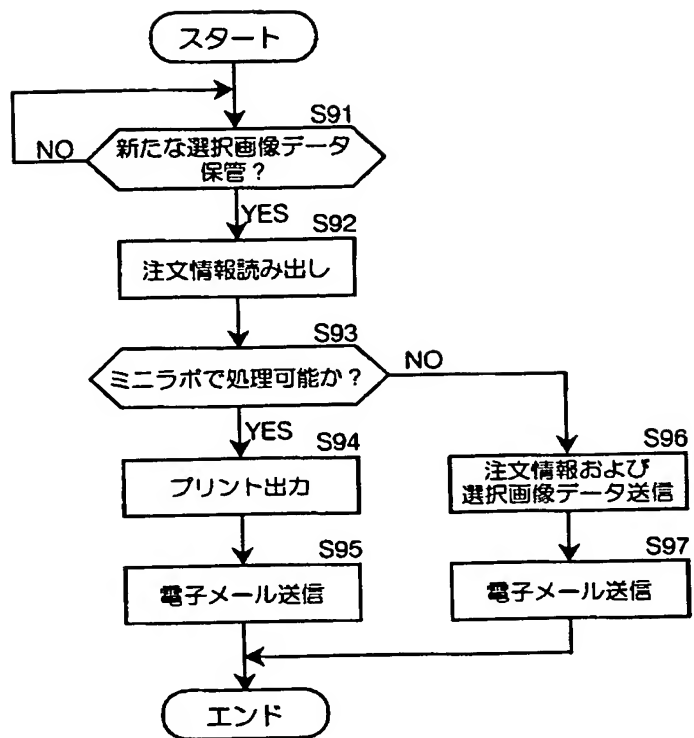 スタート
S91
新たな選択画像データ
保管？
NO
YES
S92
注文情報読み出し
S93
ミニラボで処理可能か？
NO
YES
S94
プリント出力
S96
注文情報および
選択画像データ送信
S95
電子メール送信
S97
電子メール送信
エンド